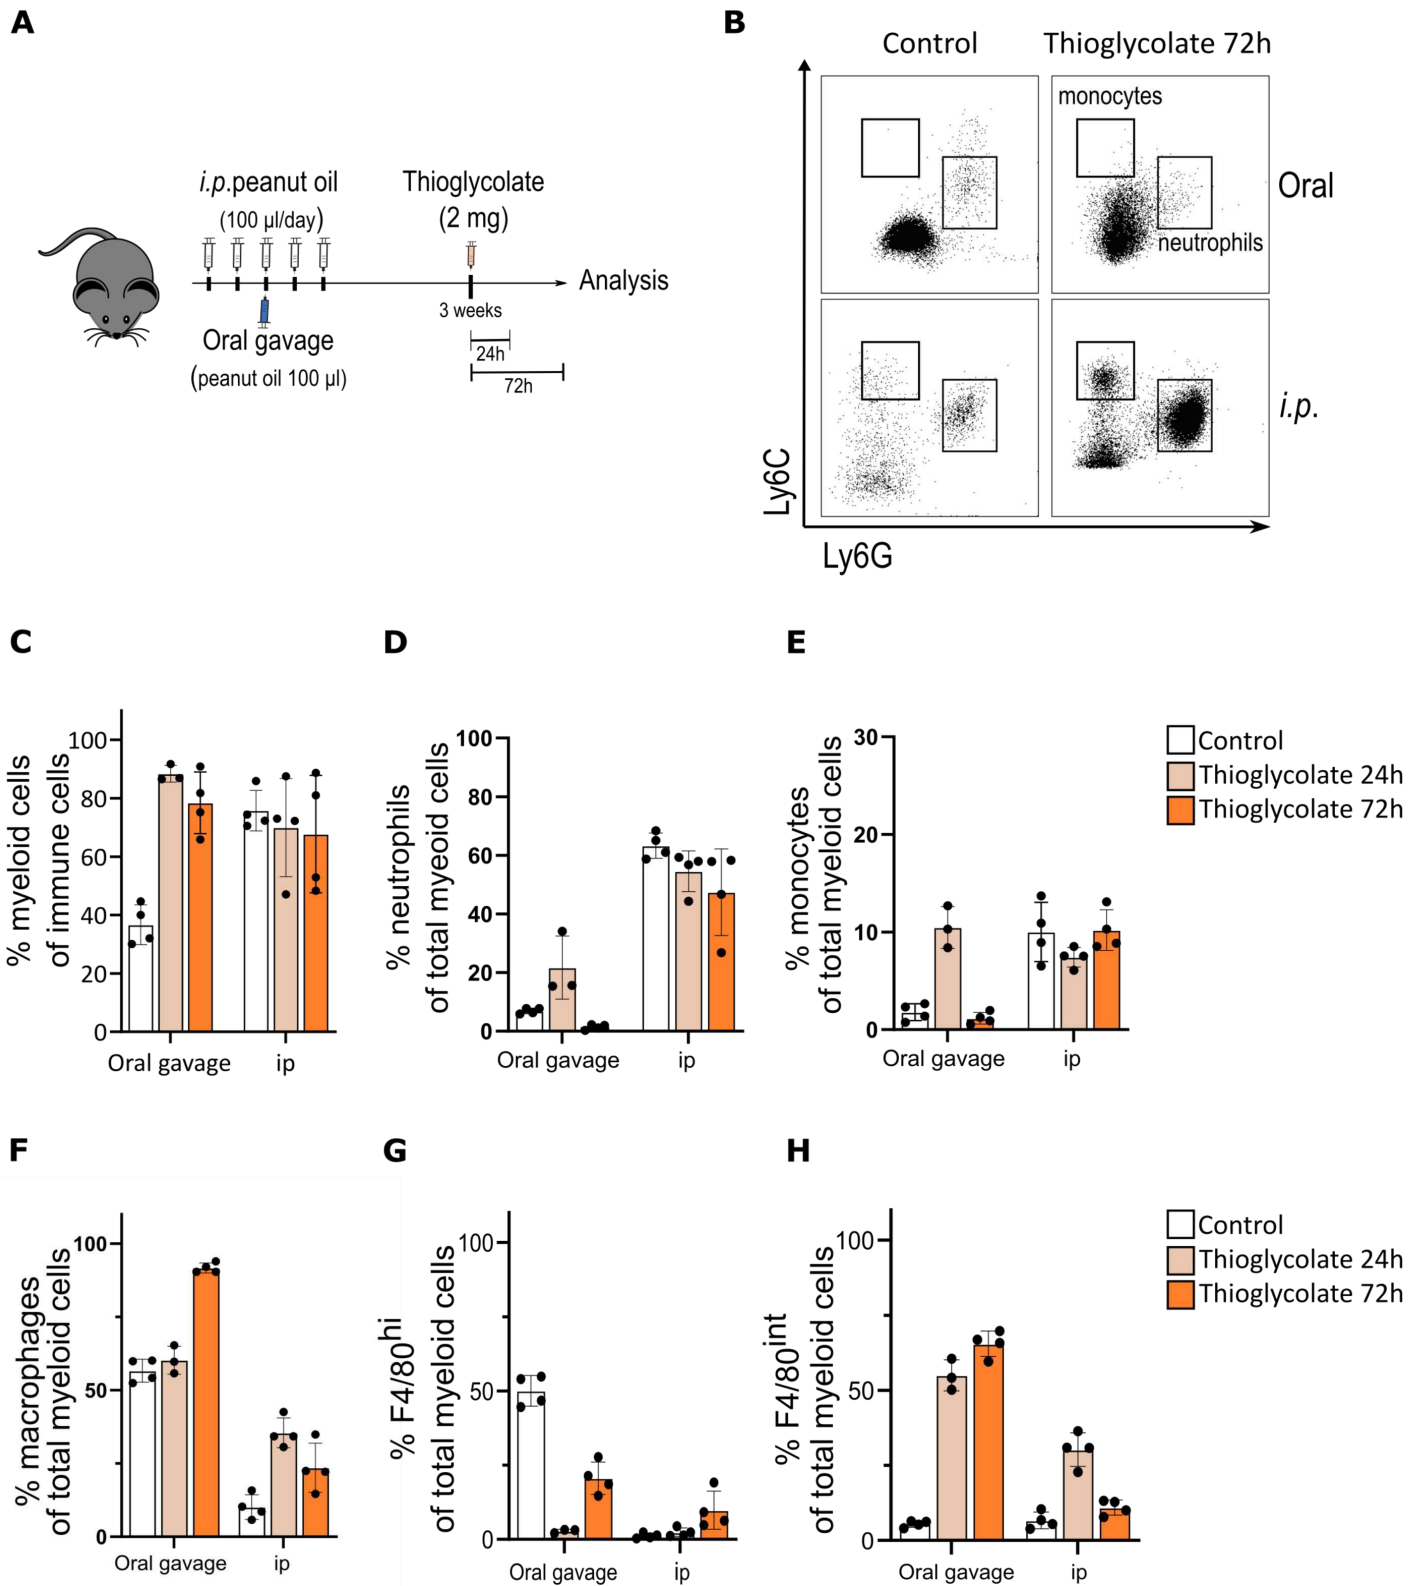 A
i.p.peanut oil
(100 µl/day)
Thioglycolate
(2 mg)
Analysis
3 weeks
24h
72h
Oral gavage
(peanut oil 100 µl)
B
Control
Thioglycolate 72h
monocytes
neutrophils
Oral
i.p.
Ly6C
Ly6G
C
% myeloid cells
of immune cells
100
80
60
40
20
0
Oral gavage
ip
D
% neutrophils
of total myeoid cells
100
80
60
40
20
0
Oral gavage
ip
E
% monocytes
of total myeloid cells
30
20
10
0
Oral gavage
ip
Control
Thioglycolate 24h
Thioglycolate 72h
F
% macrophages
of total myeloid cells
100
50
0
Oral gavage
ip
G
% F4/80hi
of total myeloid cells
100
50
0
Oral gavage
ip
H
% F4/80int
of total myeloid cells
100
50
0
Oral gavage
ip
Control
Thioglycolate 24h
Thioglycolate 72h